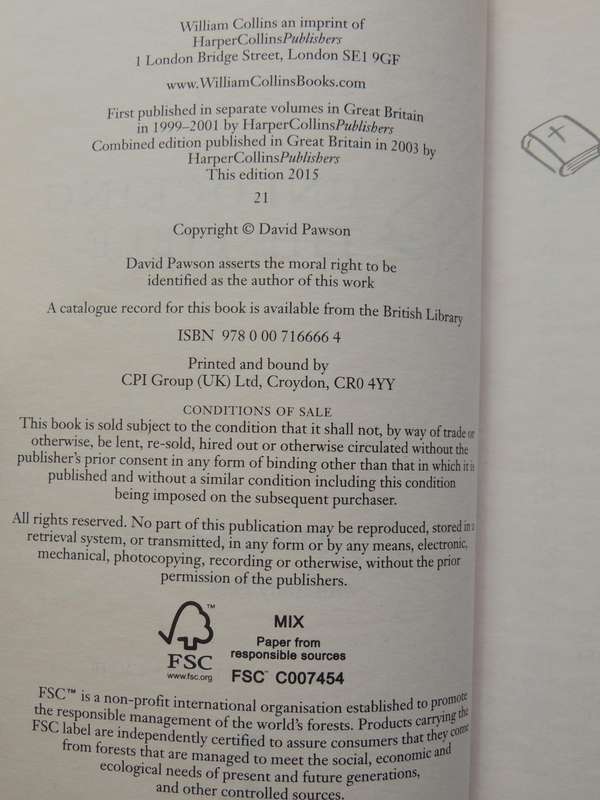 William Collins an imprint of
HarperCollinsPublishers
1 London Bridge Street, London SE1 9GF
www.WilliamCollinsBooks.com
First published in separate volumes in Great Britain
in 1999–2001 by HarperCollinsPublishers
Combined edition published in Great Britain in 2003 by
HarperCollinsPublishers
This edition 2015
21
Copyright © David Pawson
David Pawson asserts the moral right to be
identified as the author of this work
A catalogue record for this book is available from the British Library
ISBN 978 0 00 716666 4
Printed and bound by
CPI Group (UK) Ltd, Croydon, CR0 4YY
CONDITIONS OF SALE
This book is sold subject to the condition that it shall not, by way of trade or
otherwise, be lent, re-sold, hired out or otherwise circulated without the
publisher's prior consent in any form of binding other than that in which it is
published and without a similar condition including this condition
being imposed on the subsequent purchaser.
All rights reserved. No part of this publication may be reproduced, stored in a
retrieval system, or transmitted, in any form or by any means, electronic,
mechanical, photocopying, recording or otherwise, without the prior
permission of the publishers.
FSC
www.fsc.org
MIX
Paper from
responsible sources
FSC™ C007454
FSC™ is a non-profit international organisation established to promote
the responsible management of the world's forests. Products carrying the
FSC label are independently certified to assure consumers that they come
from forests that are managed to meet the social, economic and
ecological needs of present and future generations,
and other controlled sources.